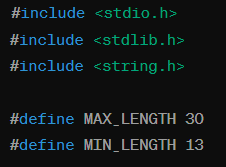 #include <stdio.h>
#include <stdlib.h>
#include <string.h>
#define MAX_LENGTH 30
#define MIN_LENGTH 13